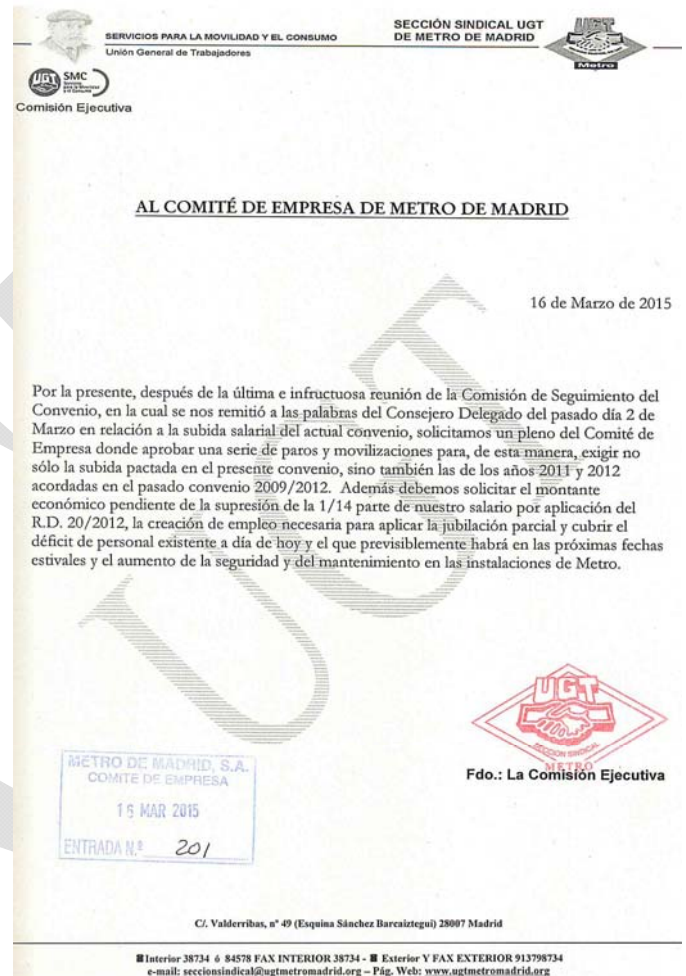 SERVICIOS PARA LA MOVILIDAD Y EL CONSUMO
Unión General de Trabajadores
SECCIÓN SINDICAL UGT
DE METRO DE MADRID
UGT
Metro
UGT SMC
Comisión Ejecutiva
AL COMITÉ DE EMPRESA DE METRO DE MADRID
16 de Marzo de 2015
Por la presente, después de la última e infructuosa reunión de la Comisión de Seguimiento del
Convenio, en la cual se nos remitió a las palabras del Consejero Delegado del pasado día 2 de
Marzo en relación a la subida salarial del actual convenio, solicitamos un pleno del Comité de
Empresa donde aprobar una serie de paros y movilizaciones para, de esta manera, exigir no
sólo la subida pactada en el presente convenio, sino también las de los años 2011 y 2012
acordadas en el pasado convenio 2009/2012. Además debemos solicitar el montante
económico pendiente de la supresión de la 1/14 parte de nuestro salario por aplicación del
R.D. 20/2012, la creación de empleo necesaria para aplicar la jubilación parcial y cubrir el
déficit de personal existente a día de hoy y el que previsiblemente habrá en las próximas fechas
estivales y el aumento de la seguridad y del mantenimiento en las instalaciones de Metro.
UGT
UGT
SECCION SINDICAL
METRO
Fdo.: La Comisión Ejecutiva
METRO DE MADRID, S.A.
COMITE DE EMPRESA
16 MAR 2015
ENTRADA N.º 201
C/. Valderribas, nº 49 (Esquina Sánchez Barcaiztegui) 28007 Madrid
Interior 38734 ó 84578 FAX INTERIOR 38734 - Exterior Y FAX EXTERIOR 913798734
e-mail: seccionsindical@ugtmetromadrid.org – Pág. Web: www.ugtmetromadrid.org